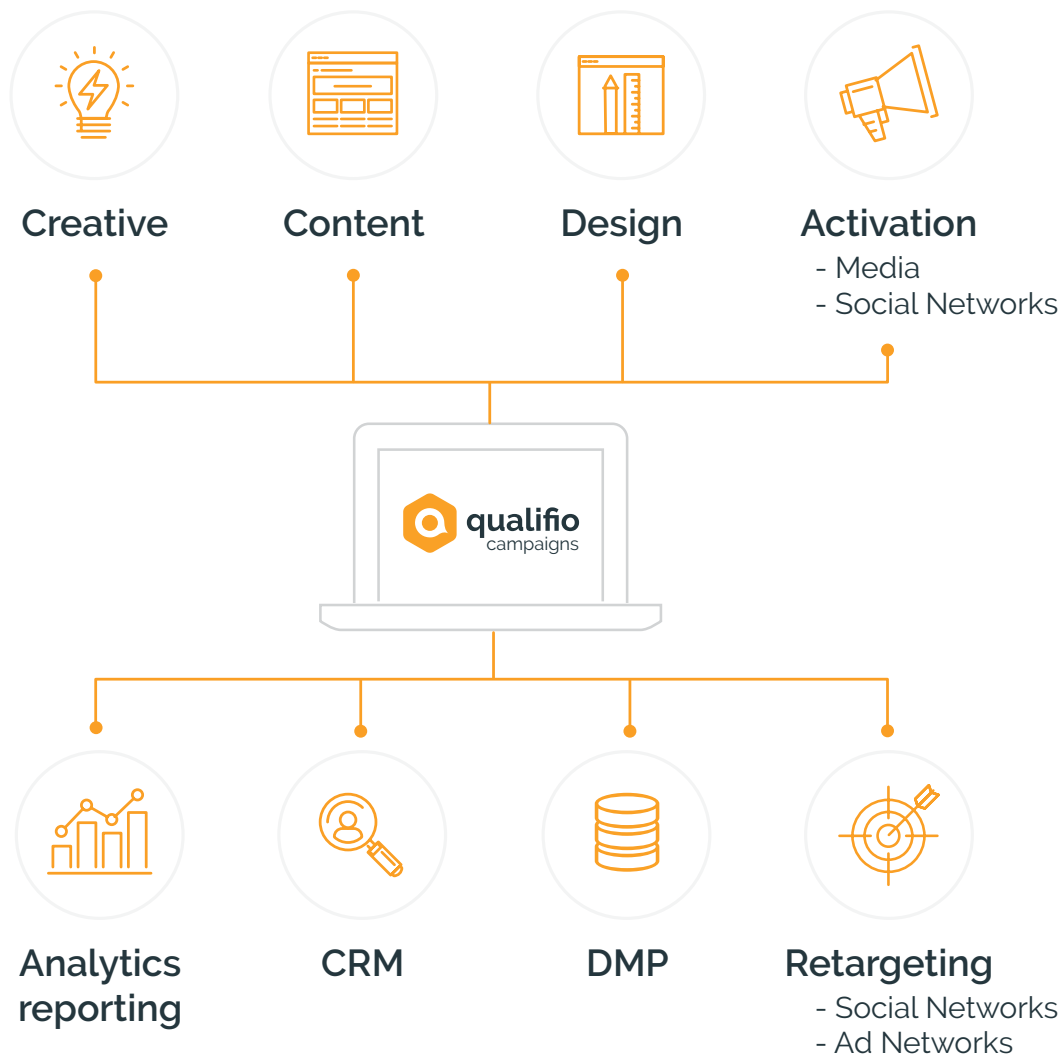 Creative
Content
Design
Activation
- Media
- Social Networks
qualifio
campaigns
Analytics
reporting
CRM
DMP
Retargeting
- Social Networks
- Ad Networks